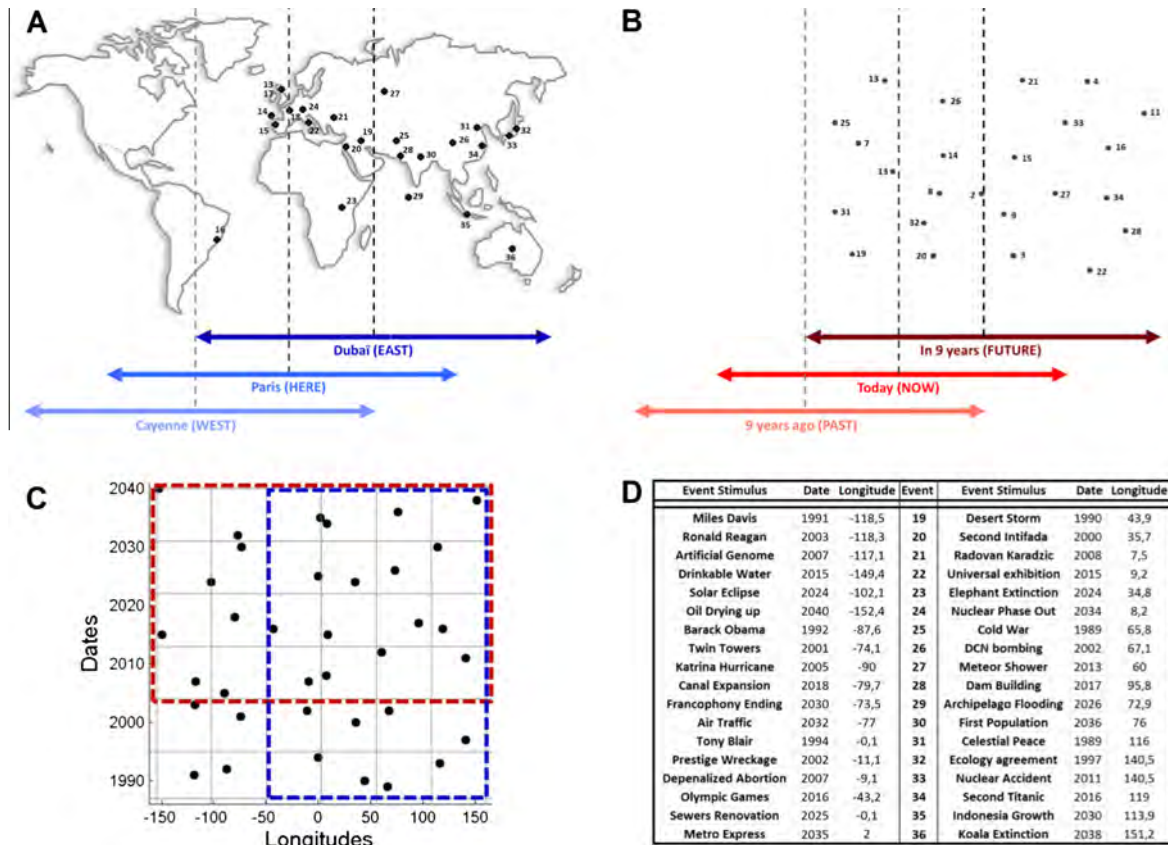 A
13
17
14
15
18
24
22
21
19
20
27
25
28
26
30
31
32
33
34
29
23
35
36
16
Dubaï (EAST)
Paris (HERE)
Cayenne (WEST)
B
13
21
4
26
11
25
33
7
14
15
16
13
8
2
27
34
31
32
9
28
19
20
3
22
In 9 years (FUTURE)
Today (NOW)
9 years ago (PAST)
C
2040
2030
2020
2010
2000
1990
Dates
-150 -100 -50 0 50 100 150
Longitudes
D
Event Stimulus Date Longitude Event Event Stimulus Date Longitude
Miles Davis 1991 -118,5 19 Desert Storm 1990 43,9
Ronald Reagan 2003 -118,3 20 Second Intifada 2000 35,7
Artificial Genome 2007 -117,1 21 Radovan Karadzic 2008 7,5
Drinkable Water 2015 -149,4 22 Universal exhibition 2015 9,2
Solar Eclipse 2024 -102,1 23 Elephant Extinction 2024 34,8
Oil Drying up 2040 -152,4 24 Nuclear Phase Out 2034 8,2
Barack Obama 1992 -87,6 25 Cold War 1989 65,8
Twin Towers 2001 -74,1 26 DCN bombing 2002 67,1
Katrina Hurricane 2005 -90 27 Meteor Shower 2013 60
Canal Expansion 2018 -79,7 28 Dam Building 2017 95,8
Francophony Ending 2030 -73,5 29 Archipelago Flooding 2026 72,9
Air Traffic 2032 -77 30 First Population 2036 76
Tony Blair 1994 -0,1 31 Celestial Peace 1989 116
Prestige Wreckage 2002 -11,1 32 Ecology agreement 1997 140,5
Depenalized Abortion 2007 -9,1 33 Nuclear Accident 2011 140,5
Olympic Games 2016 -43,2 34 Second Titanic 2016 119
Sewers Renovation 2025 -0,1 35 Indonesia Growth 2030 113,9
Metro Express 2035 2 36 Koala Extinction 2038 151,2